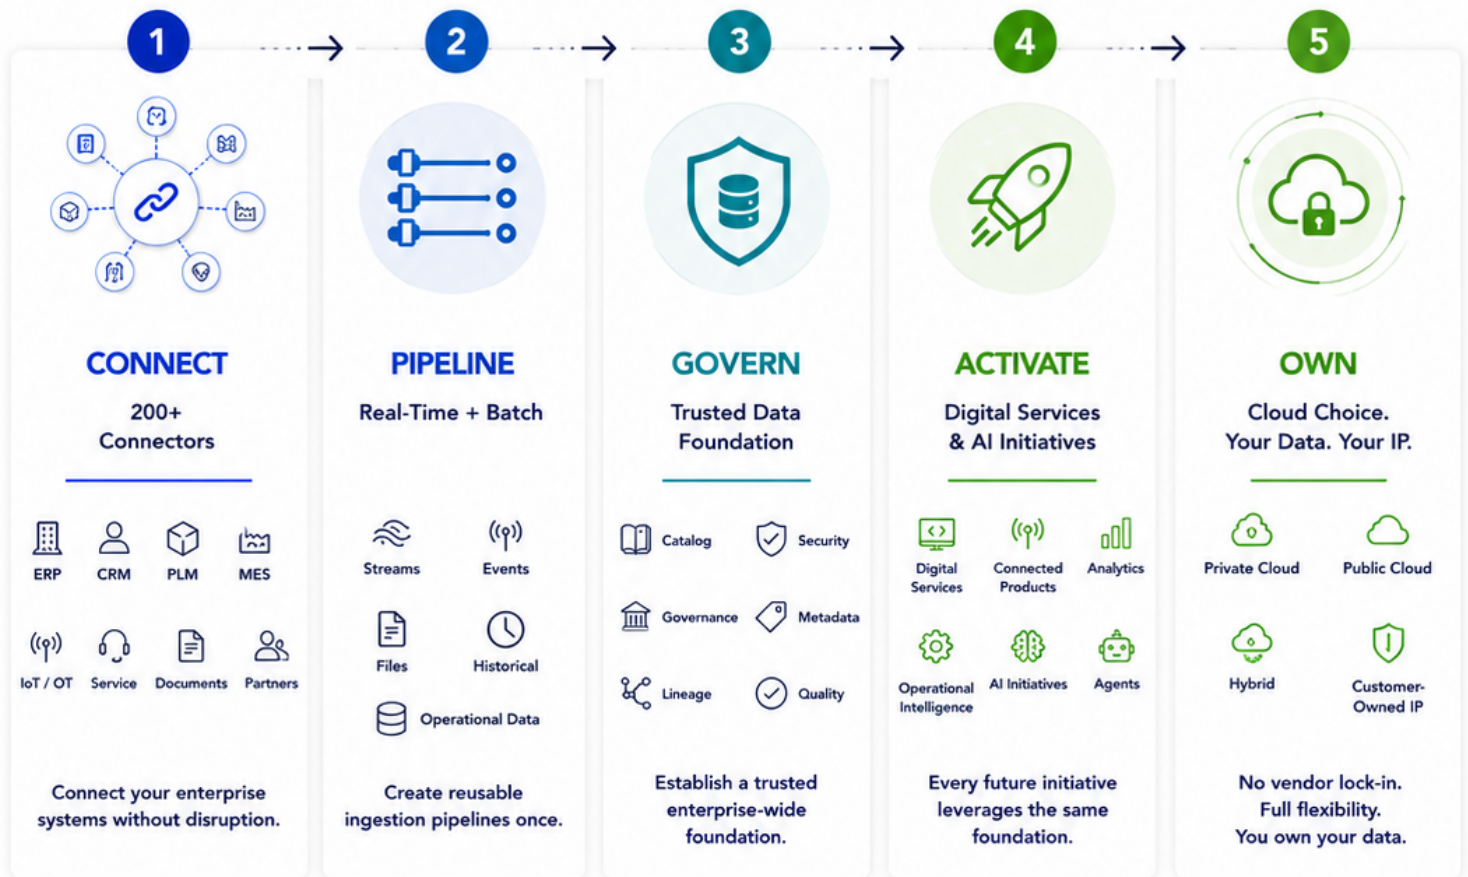 1
2
3
4
5
CONNECT
200+
Connectors
ERP
CRM
PLM
MES
IoT / OT
Service
Documents
Partners
Connect your enterprise
systems without disruption.
PIPELINE
Real-Time + Batch
Streams
Events
Files
Historical
Operational Data
Create reusable
ingestion pipelines once.
GOVERN
Trusted Data
Foundation
Catalog
Security
Governance
Metadata
Lineage
Quality
Establish a trusted
enterprise-wide
foundation.
ACTIVATE
Digital Services
& AI Initiatives
Digital
Services
Connected
Products
Analytics
Operational
Intelligence
AI Initiatives
Agents
Every future initiative
leverages the same
foundation.
OWN
Cloud Choice.
Your Data. Your IP.
Private Cloud
Public Cloud
Hybrid
Customer-
Owned IP
No vendor lock-in.
Full flexibility.
You own your data.